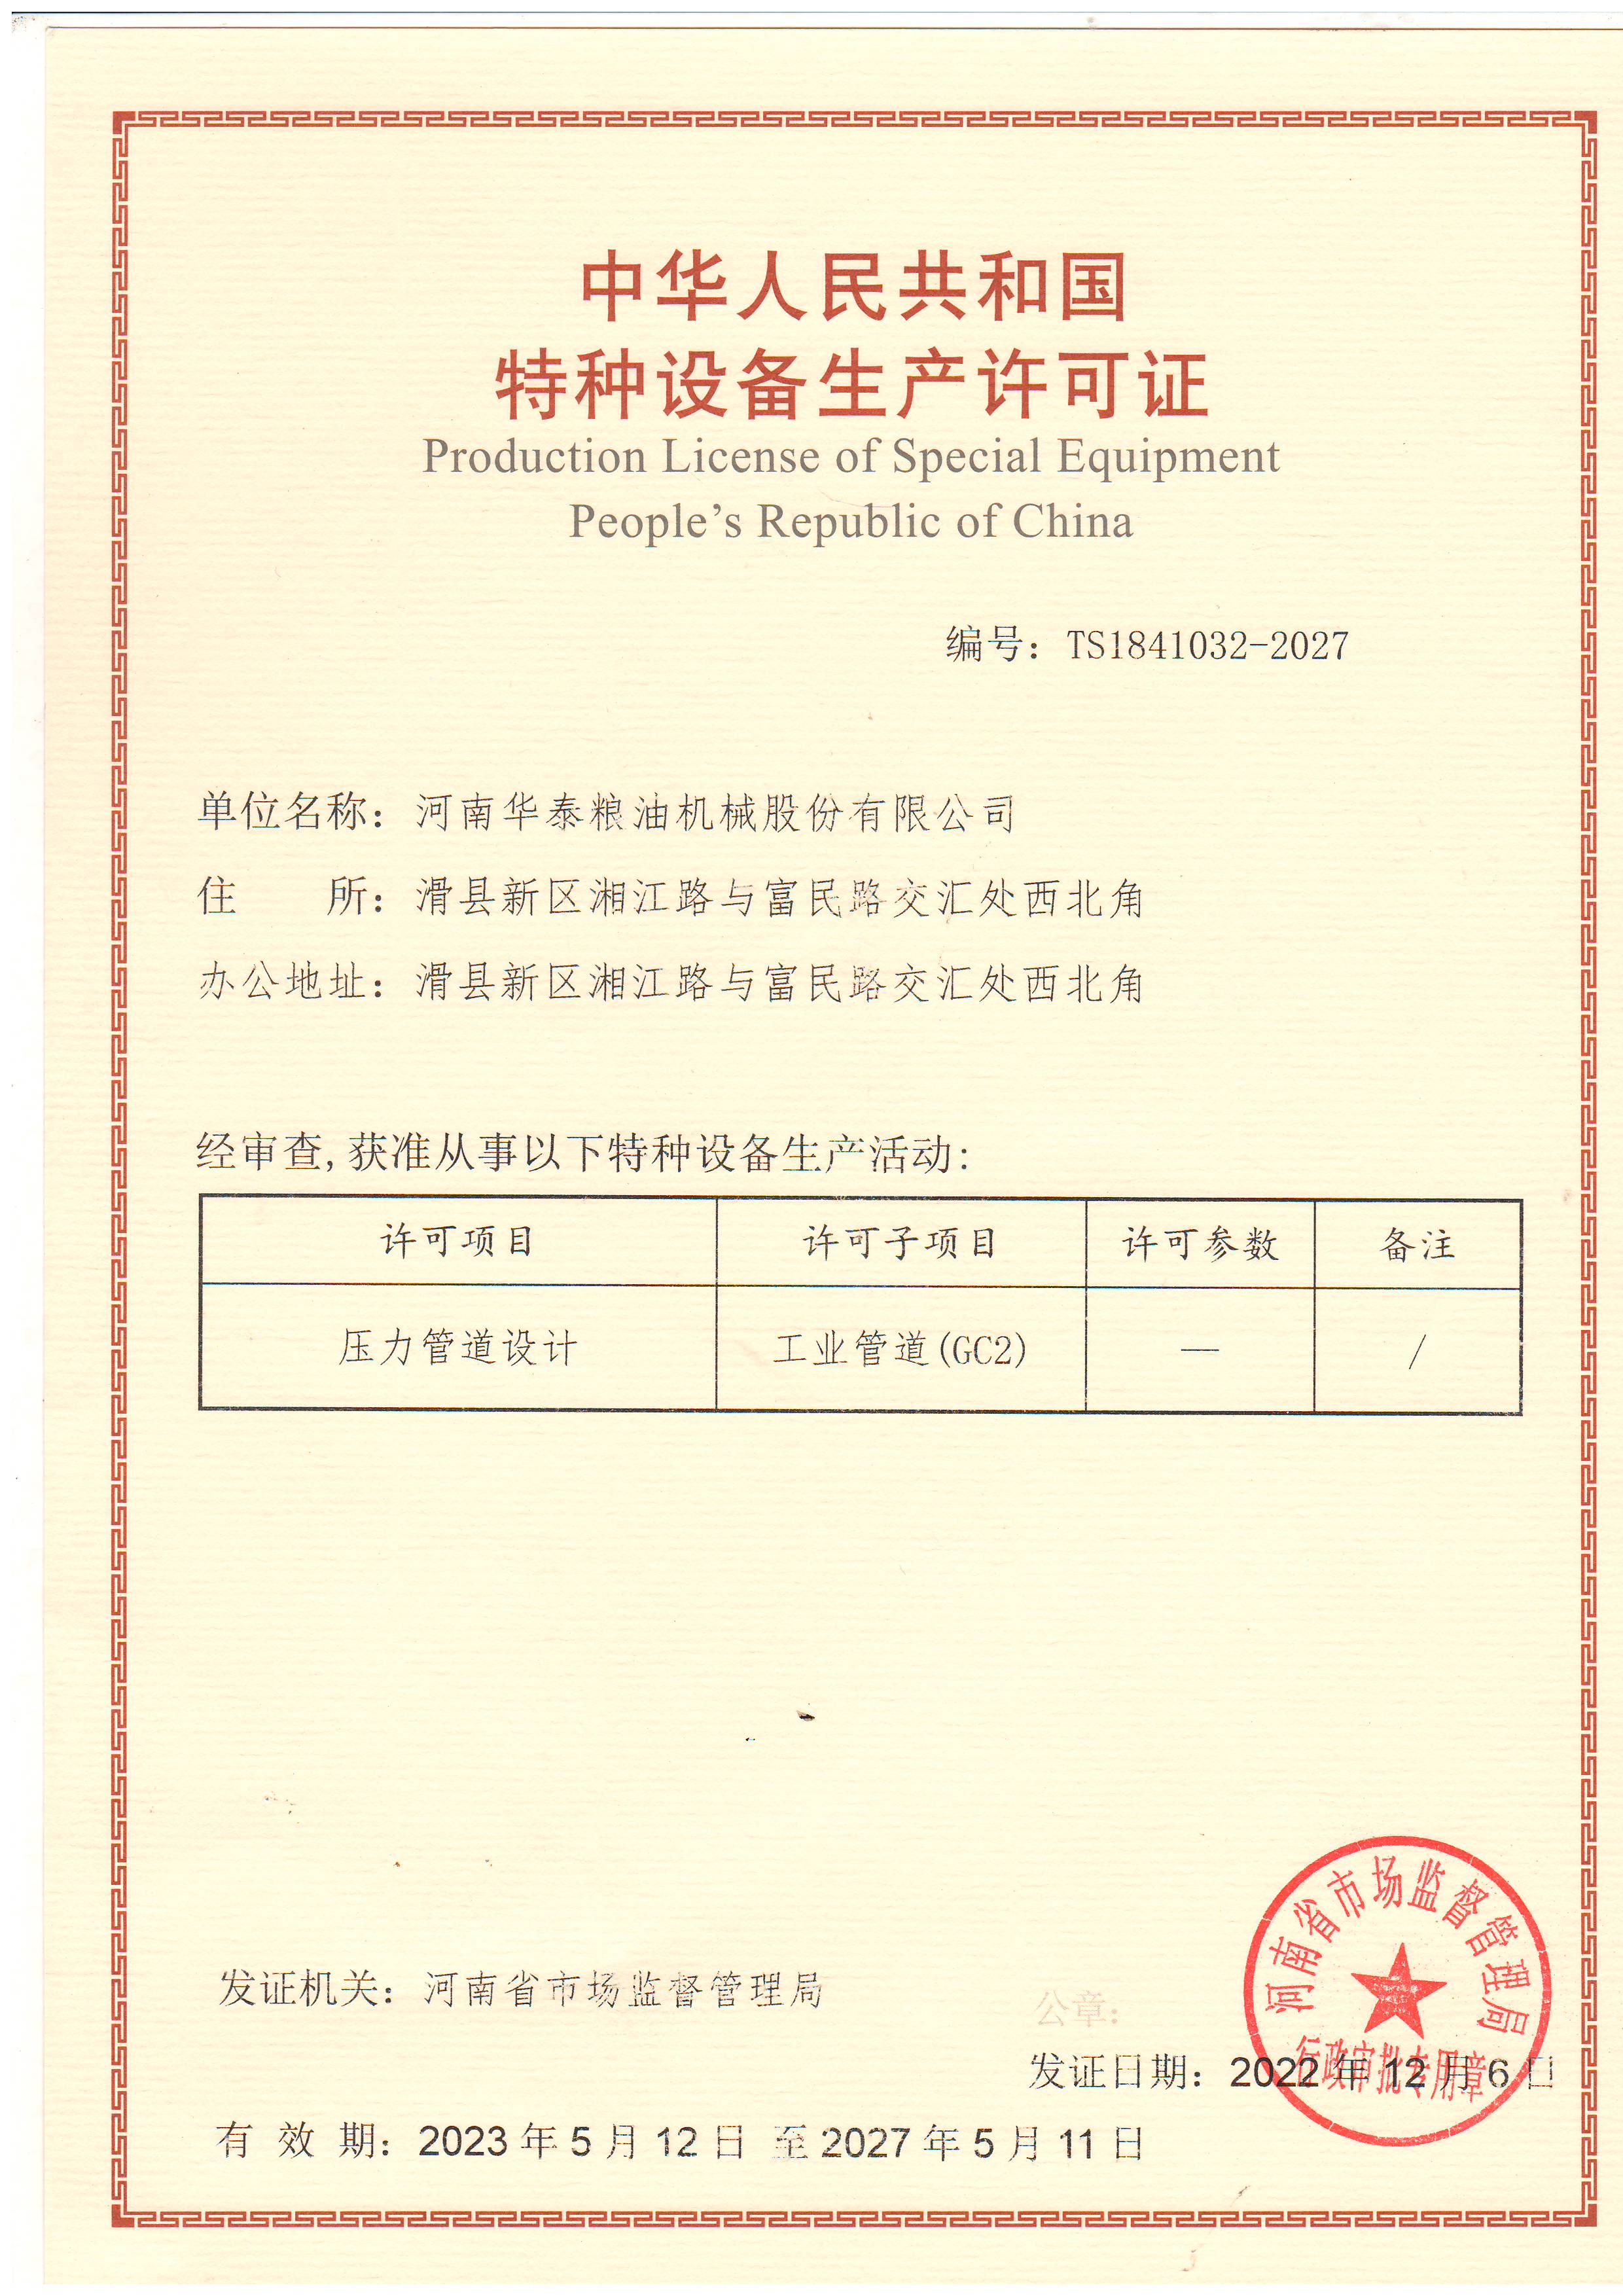 中华人民共和国
特种设备生产许可证
Production License of Special Equipment
People's Republic of China
编号：TS1841032-2027
单位名称：河南华泰粮油机械股份有限公司
住 所：滑县新区湘江路与富民路交汇处西北角
办公地址：滑县新区湘江路与富民路交汇处西北角
经审查,获准从事以下特种设备生产活动:
许可项目 许可子项目 许可参数 备注
压力管道设计 工业管道(GC2) — /
河南省市场监督管理局
行政审批专用章
发证机关：河南省市场监督管理局
公章：
发证日期：2022年12月6日
有 效 期：2023年5月12日 至2027年5月11日